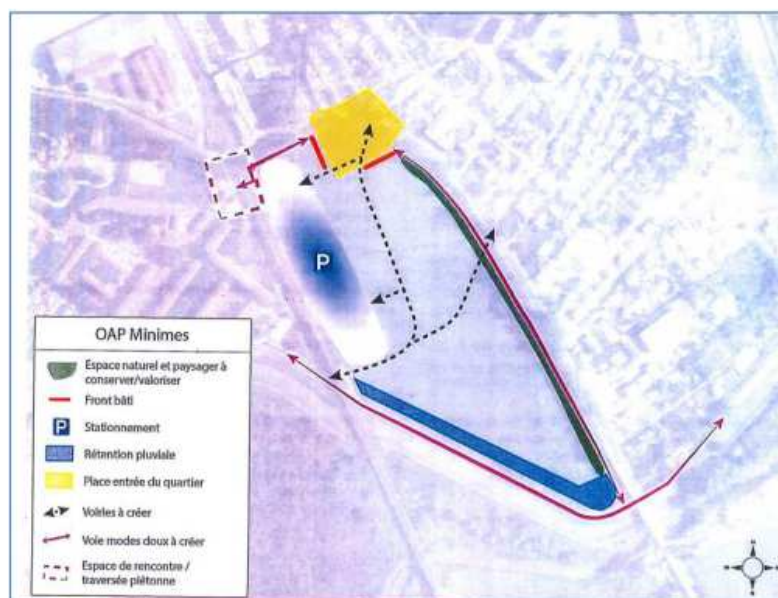 P
OAP Minimes
Espace naturel et paysager à
conserver/valoriser
Front bâti
P
Stationnement
Rétention pluviale
Place entrée du quartier
Voiries à créer
Voie modes doux à créer
Espace de rencontre /
traversée piétonne